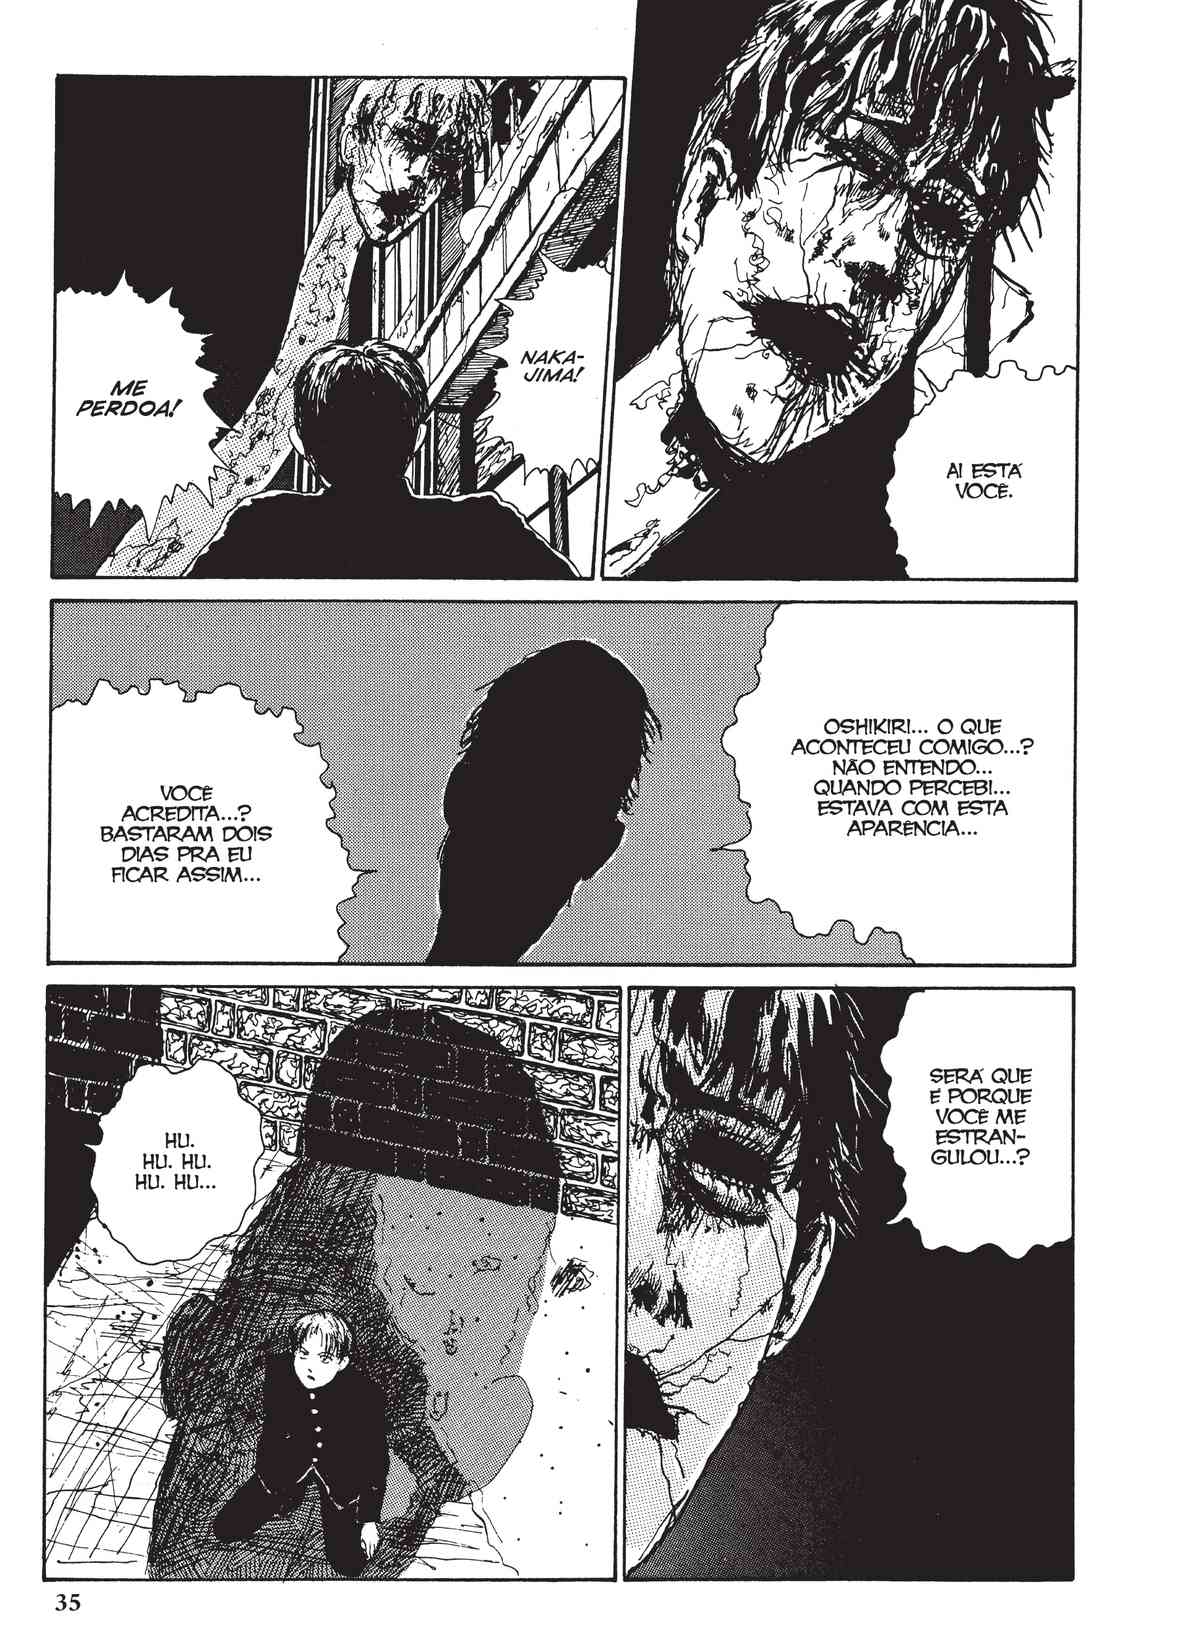 AI ESTÁ
VOCÊ.
NAKA-
JIMA!
ME
PERDOA!
OSHIKIRI... O QUE
ACONTECEU COMIGO...?
NÃO ENTENDO...
QUANDO PERCEBI...
ESTAVA COM ESTA
APARÊNCIA...
VOCÊ
ACREDITA...?
BASTARAM DOIS
DIAS PRA EU
FICAR ASSIM...
SERÁ QUE
É PORQUE
VOCÊ ME
ESTRAN-
GULOU...?
HU.
HU. HU.
HU. HU...
35